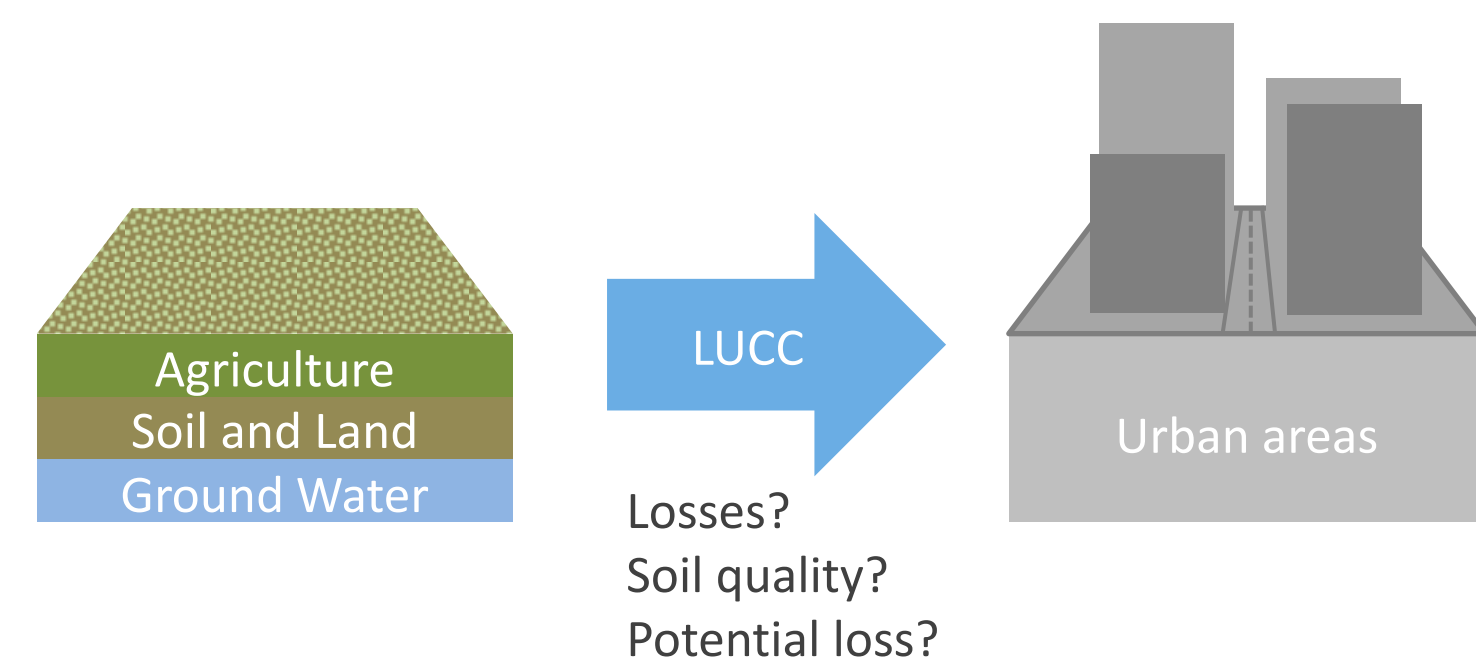 Agriculture
Soil and Land
Ground Water
LUCC
Losses?
Soil quality?
Potential loss?
Urban areas